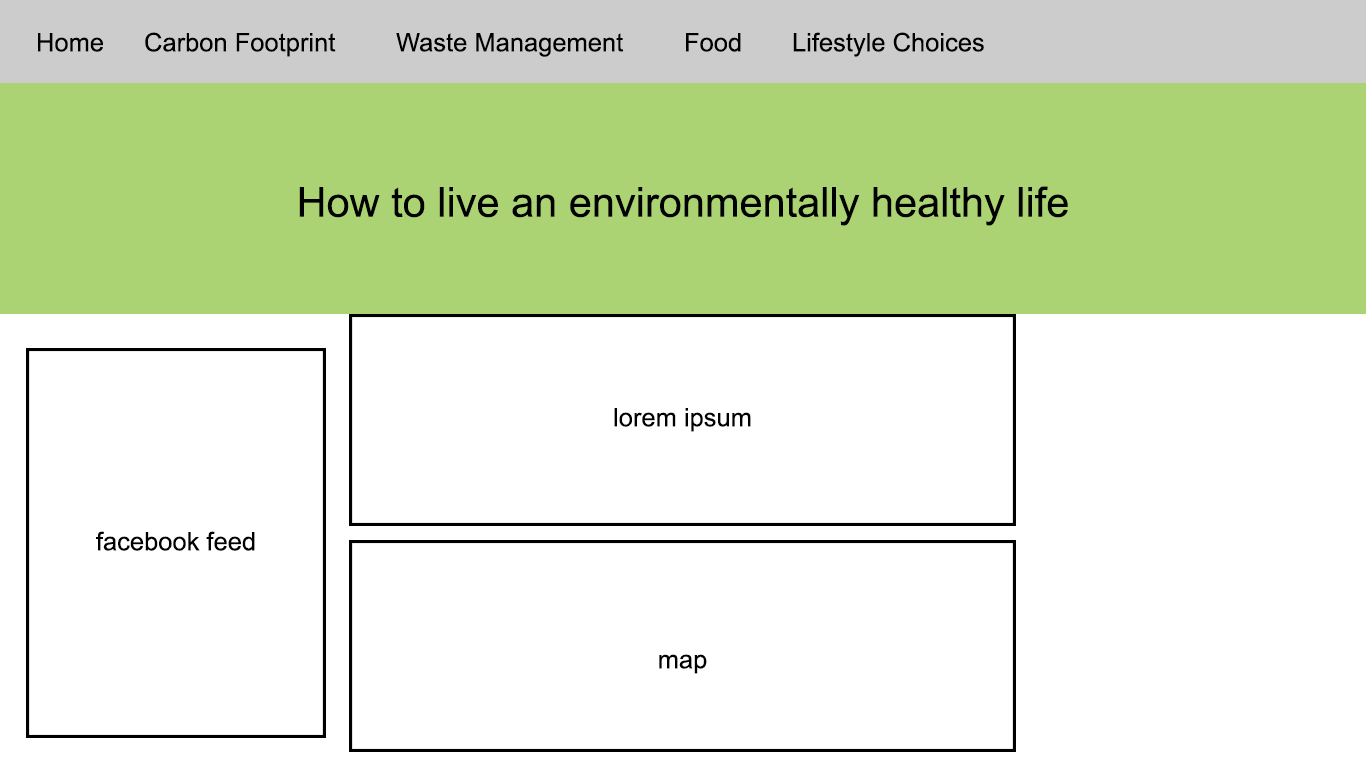 Home Carbon Footprint Waste Management Food Lifestyle Choices
How to live an environmentally healthy life
lorem ipsum
facebook feed
map